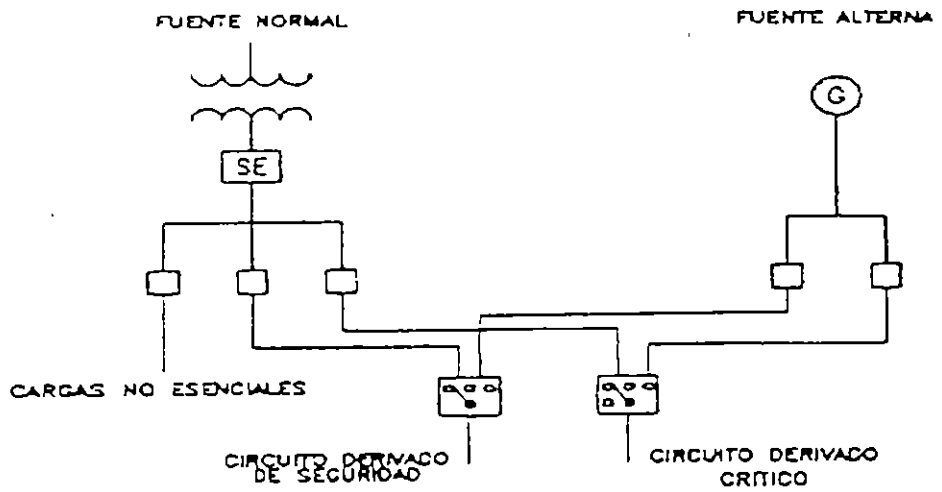 FUENTE NORMAL
FUENTE ALTERNA
G
SE
CARGAS NO ESENCIALES
CIRCUITO DERIVADO
DE SEGURIDAD
CIRCUITO DERIVADO
CRITICO